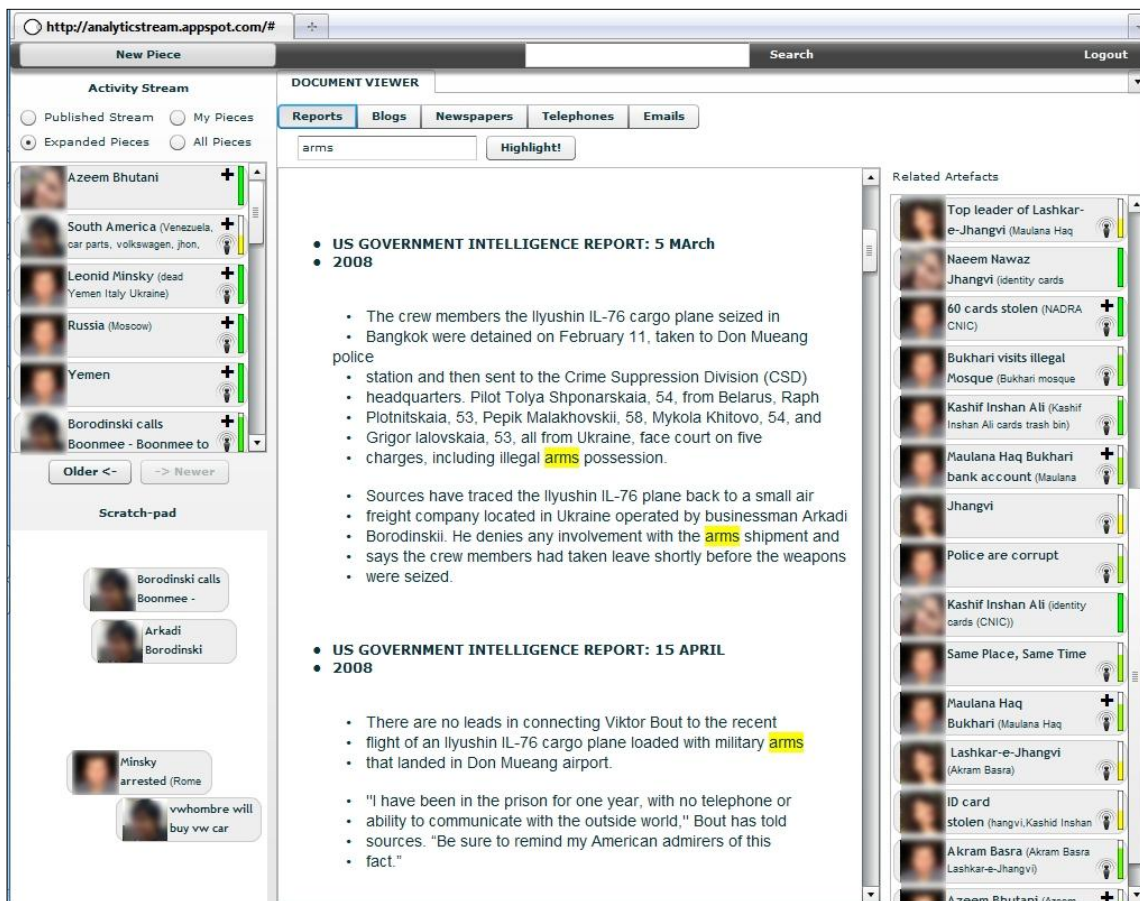 http://analyticstream.appspot.com/#
New Piece
Search
Logout
Activity Stream
Published Stream
My Pieces
Expanded Pieces
All Pieces
Azeem Bhutani
South America (Venezuela,
car parts, volkswagen, jhon,
Leonid Minsky (dead
Yemen Italy Ukraine)
Russia (Moscow)
Yemen
Borodinski calls
Boonmee - Boonmee to
Older <-
-> Newer
Scratch-pad
Borodinski calls
Boonmee -
Arkadi
Borodinski
Minsky
arrested (Rome
vwhombre will
buy vw car
DOCUMENT VIEWER
Reports
Blogs
Newspapers
Telephones
Emails
arms
Highlight!
• US GOVERNMENT INTELLIGENCE REPORT: 5 MArch
• 2008
• The crew members the Ilyushin IL-76 cargo plane seized in
• Bangkok were detained on February 11, taken to Don Mueang
police
• station and then sent to the Crime Suppression Division (CSD)
• headquarters. Pilot Tolya Shponarskaia, 54, from Belarus, Raph
• Plotnitskaia, 53, Pepik Malakhovskii, 58, Mykola Khitovo, 54, and
• Grigor Ialovskaia, 53, all from Ukraine, face court on five
• charges, including illegal arms possession.
• Sources have traced the Ilyushin IL-76 plane back to a small air
• freight company located in Ukraine operated by businessman Arkadi
• Borodinskii. He denies any involvement with the arms shipment and
• says the crew members had taken leave shortly before the weapons
• were seized.
• US GOVERNMENT INTELLIGENCE REPORT: 15 APRIL
• 2008
• There are no leads in connecting Viktor Bout to the recent
• flight of an Ilyushin IL-76 cargo plane loaded with military arms
• that landed in Don Mueang airport.
• "I have been in the prison for one year, with no telephone or
• ability to communicate with the outside world," Bout has told
• sources. “Be sure to remind my American admirers of this
• fact.”
Related Artefacts
Top leader of Lashkar-
e-Jhangvi (Maulana Haq
Naeem Nawaz
Jhangvi (identity cards
60 cards stolen (NADRA
CNIC)
Bukhari visits illegal
Mosque (Bukhari mosque
Kashif Inshan Ali (Kashif
Inshan Ali cards trash bin)
Maulana Haq Bukhari
bank account (Maulana
Jhangvi
Police are corrupt
Kashif Inshan Ali (identity
cards (CNIC))
Same Place, Same Time
Maulana Haq
Bukhari (Maulana Haq
Lashkar-e-Jhangvi
(Akram Basra)
ID card
stolen (hangvi,Kashid Inshan
Akram Basra (Akram Basra
Lashkar-e-Jhangvi)
Azeem Bhutani (Azeem